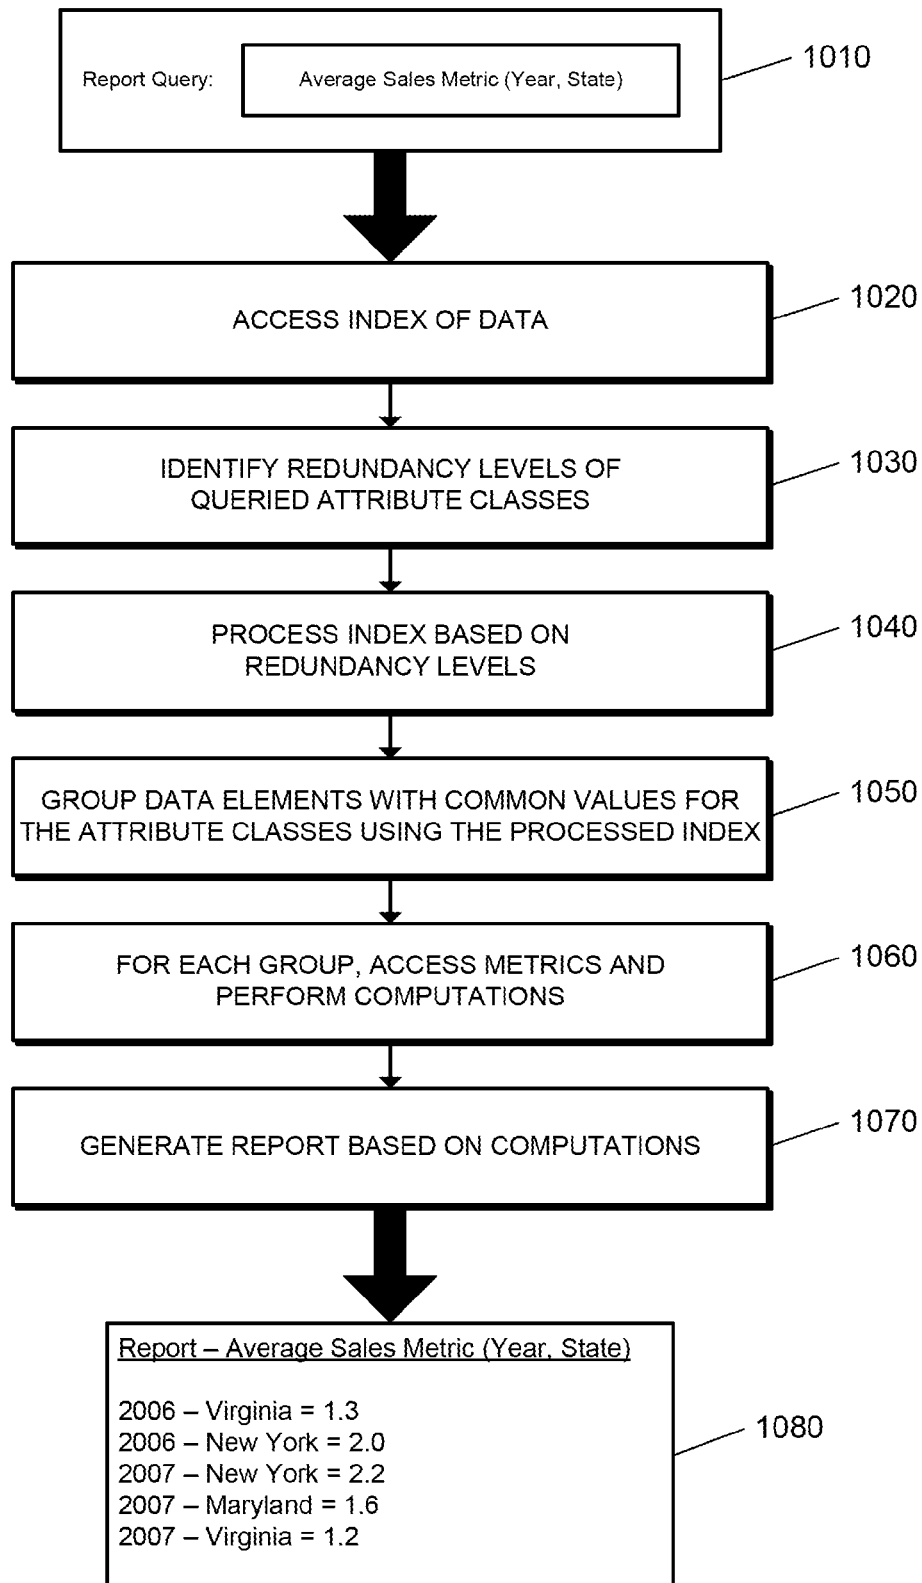 Report Query: Average Sales Metric (Year, State)
1010
ACCESS INDEX OF DATA
1020
IDENTIFY REDUNDANCY LEVELS OF
QUERIED ATTRIBUTE CLASSES
1030
PROCESS INDEX BASED ON
REDUNDANCY LEVELS
1040
GROUP DATA ELEMENTS WITH COMMON VALUES FOR
THE ATTRIBUTE CLASSES USING THE PROCESSED INDEX
1050
FOR EACH GROUP, ACCESS METRICS AND
PERFORM COMPUTATIONS
1060
GENERATE REPORT BASED ON COMPUTATIONS
1070
Report – Average Sales Metric (Year, State)
2006 – Virginia = 1.3
2006 – New York = 2.0
2007 – New York = 2.2
2007 – Maryland = 1.6
2007 – Virginia = 1.2
1080